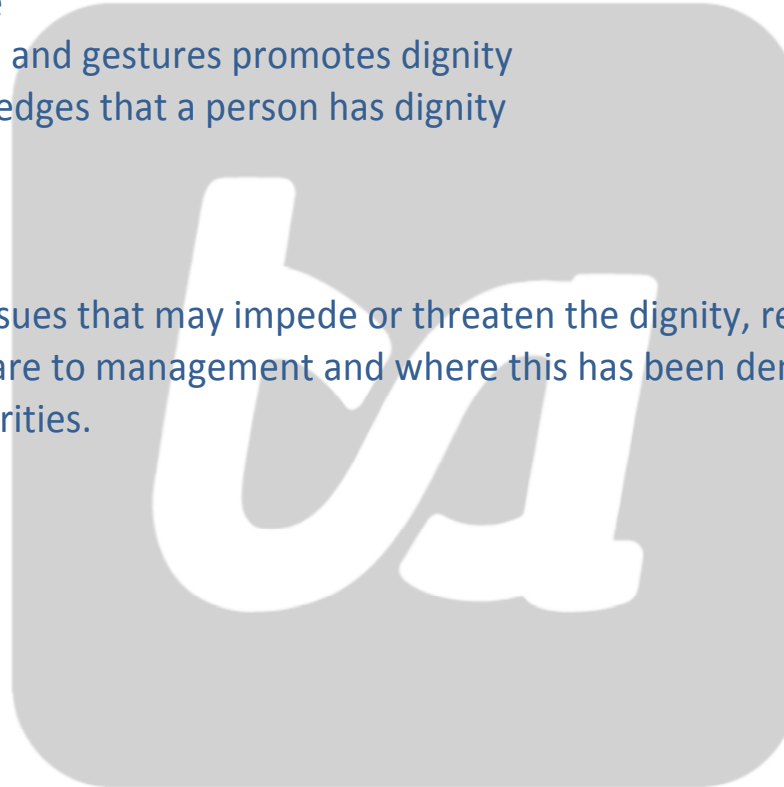 and gestures promotes dignity
edges that a person has dignity
sues that may impede or threaten the dignity, re
are to management and where this has been der
rities.